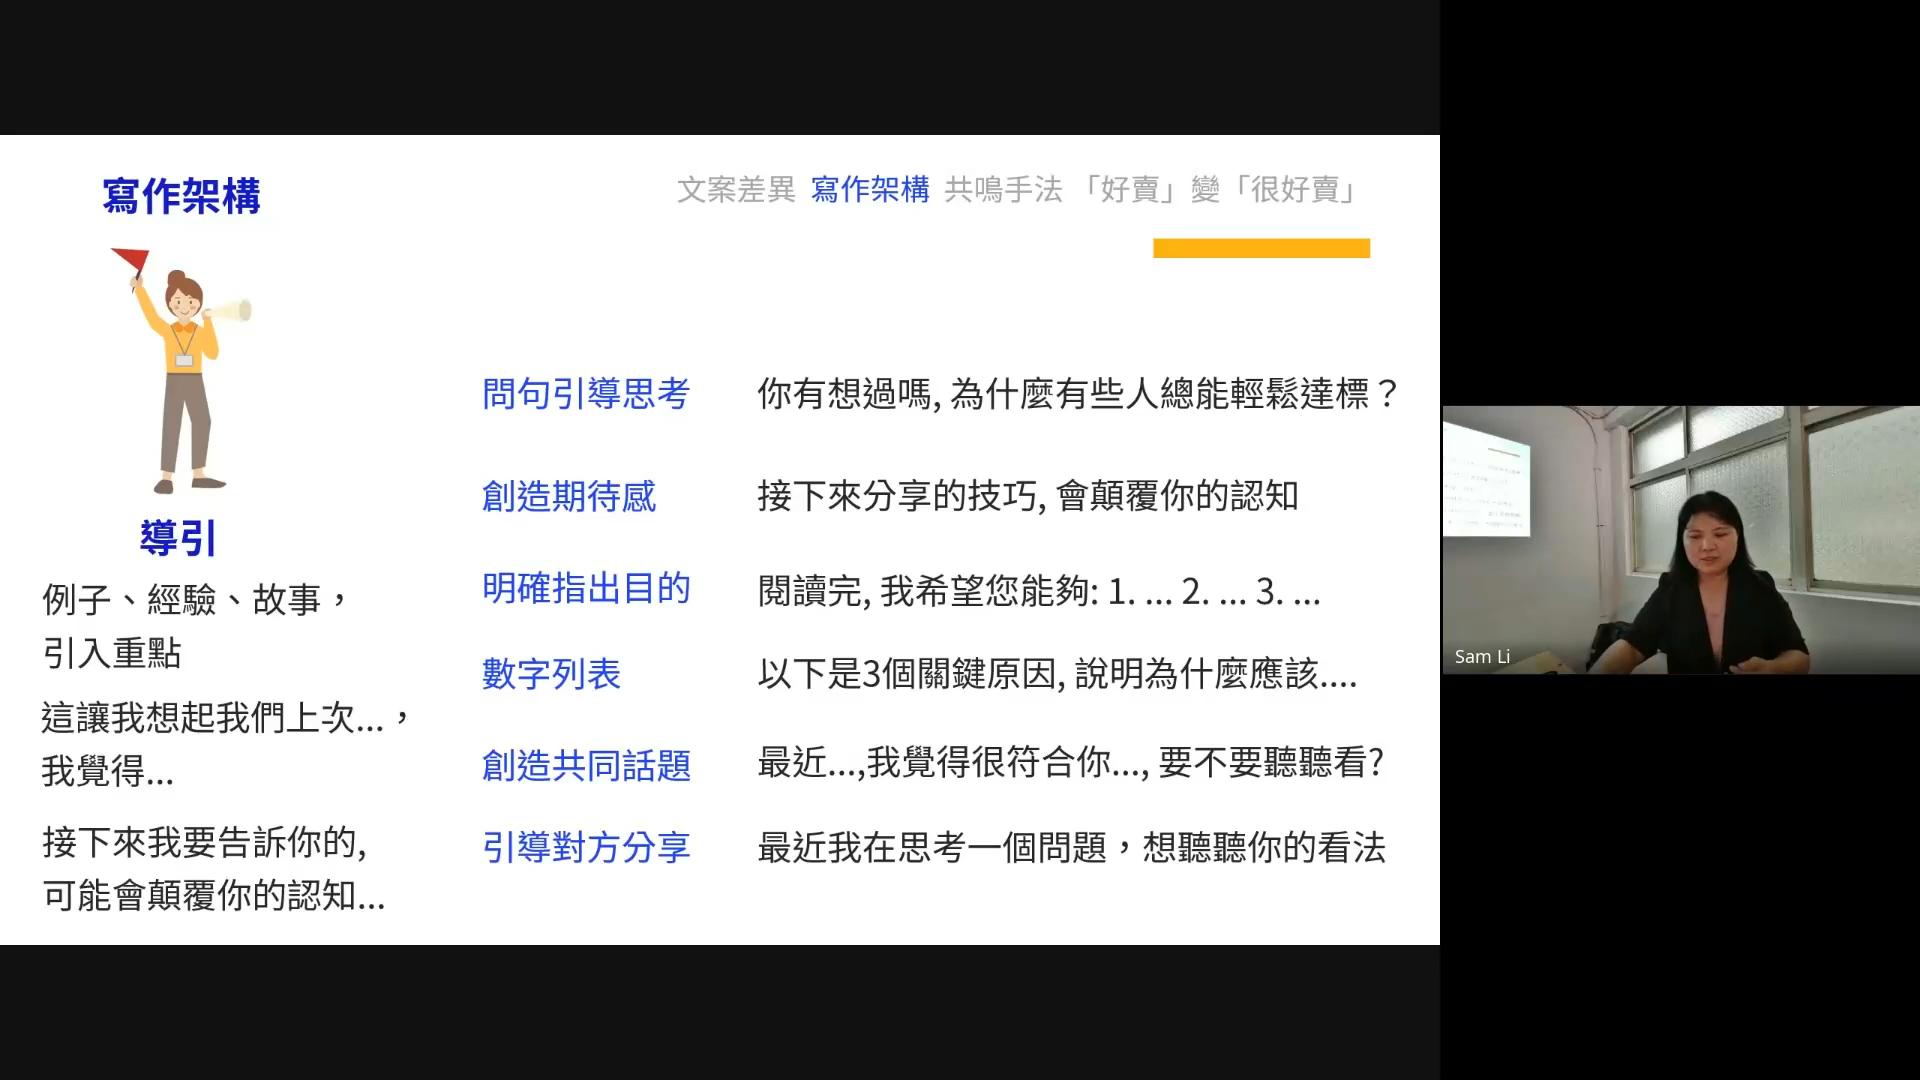 寫作架構
文案差異 寫作架構 共鳴手法 「好賣」變「很好賣」
導引
例子、經驗、故事，
引入重點
這讓我想起我們上次...，
我覺得...
接下來我要告訴你的,
可能會顛覆你的認知...
問句引導思考 你有想過嗎, 為什麼有些人總能輕鬆達標？
創造期待感 接下來分享的技巧, 會顛覆你的認知
明確指出目的 閱讀完, 我希望您能夠: 1. ... 2. ... 3. ...
數字列表 以下是3個關鍵原因, 說明為什麼應該....
創造共同話題 最近...,我覺得很符合你..., 要不要聽聽看?
引導對方分享 最近我在思考一個問題，想聽聽你的看法
Sam Li